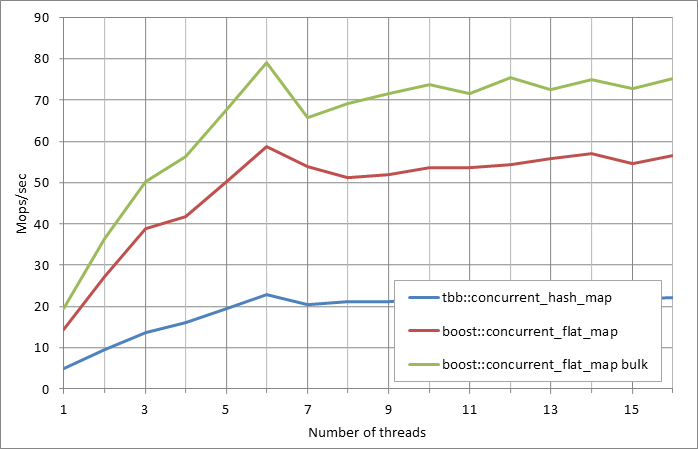 90
80
70
60
50
40
30
20
10
0
Mops/sec
tbb::concurrent_hash_map
boost::concurrent_flat_map
boost::concurrent_flat_map bulk
1 3 5 7 9 11 13 15
Number of threads